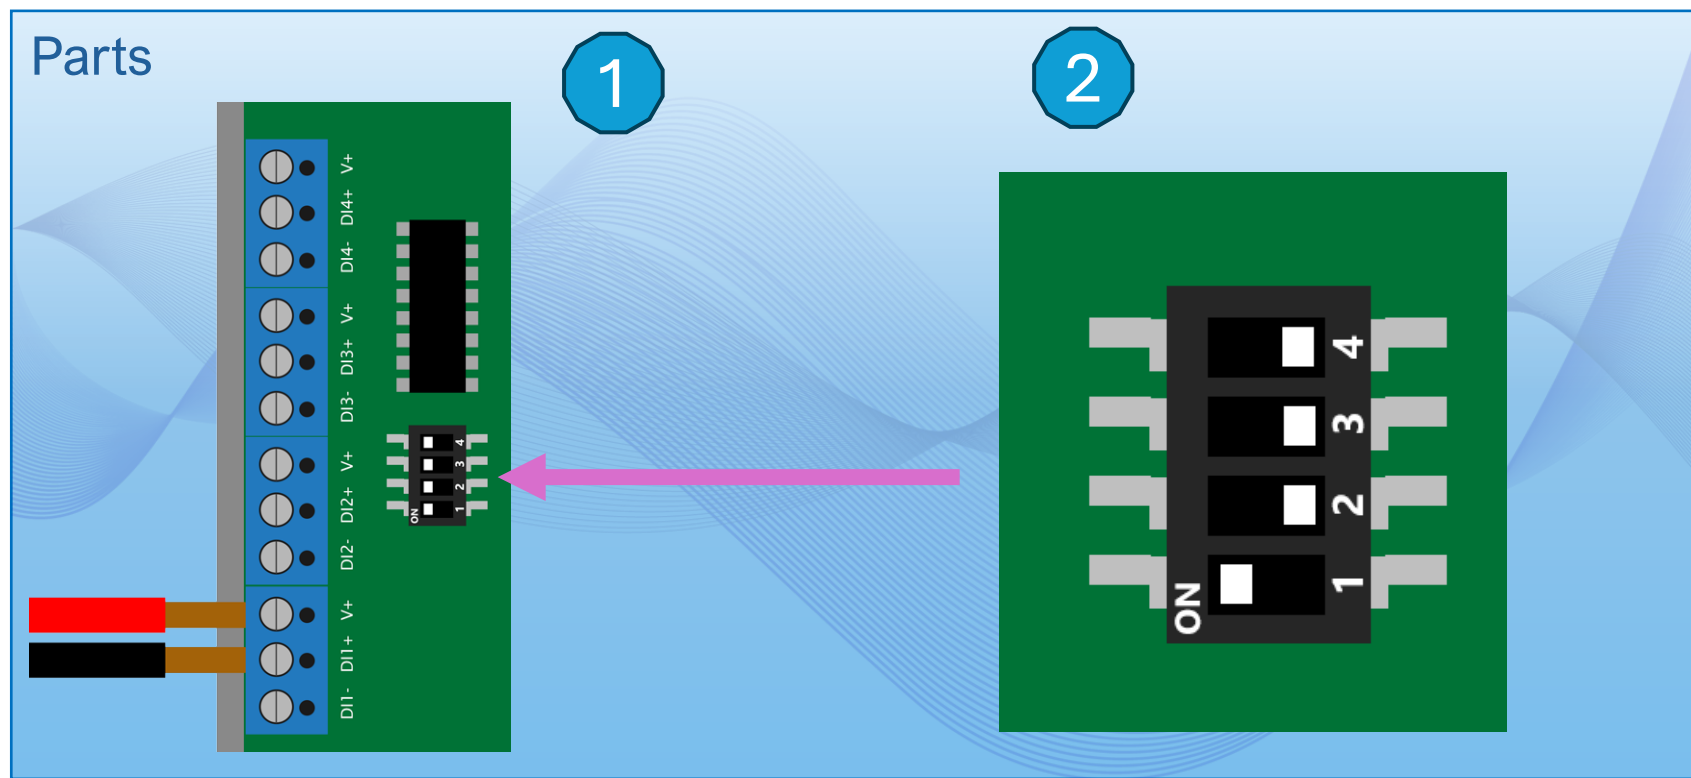 Parts
1
2
V+
DI4+
DI4-
V+
DI3+
DI3-
V+
DI2+
DI2-
V+
DI1+
DI1-
4
3
2
1
ON
4
3
2
1
ON